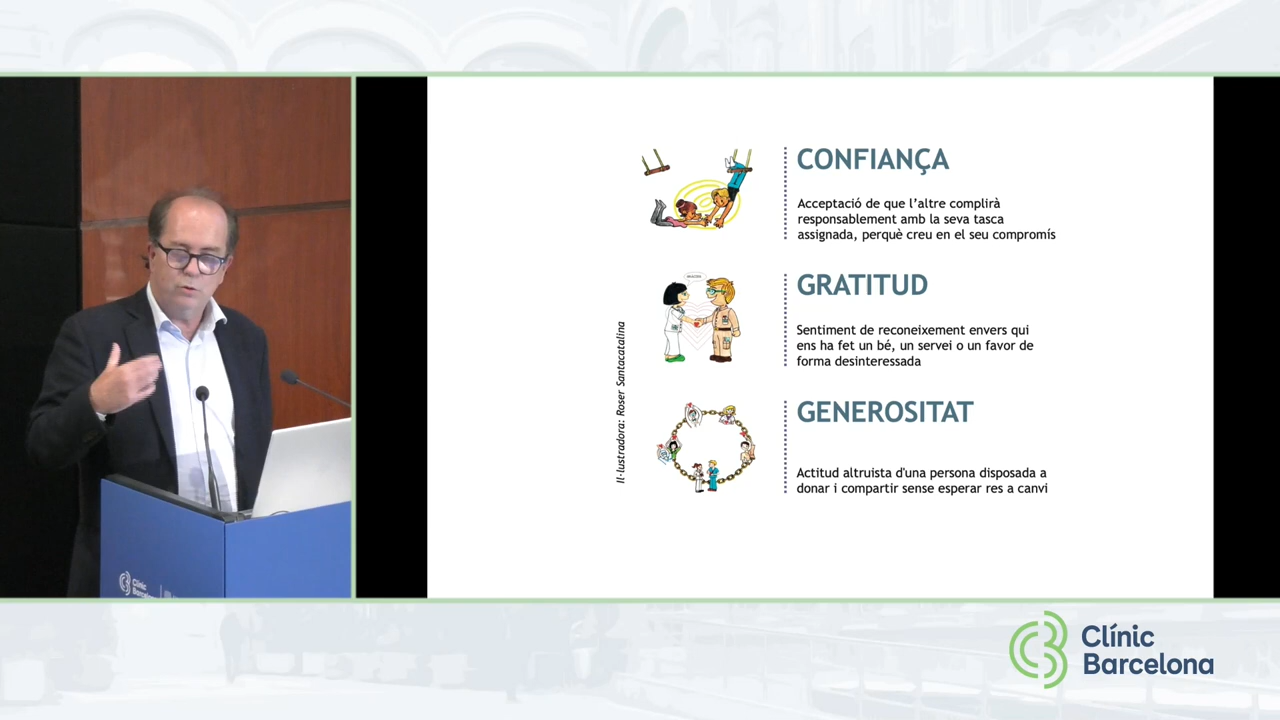 CONFIANÇA
Acceptació de que l’altre complirà
responsablement amb la seva tasca
assignada, perquè creu en el seu compromís
GRATITUD
Sentiment de reconeixement envers qui
ens ha fet un bé, un servei o un favor de
forma desinteressada
GENEROSITAT
Actitud altruista d'una persona disposada a
donar i compartir sense esperar res a canvi
Il·lustradora: Roser Santacatalina
Clínic
Barcelona
Clínic
Barcelona